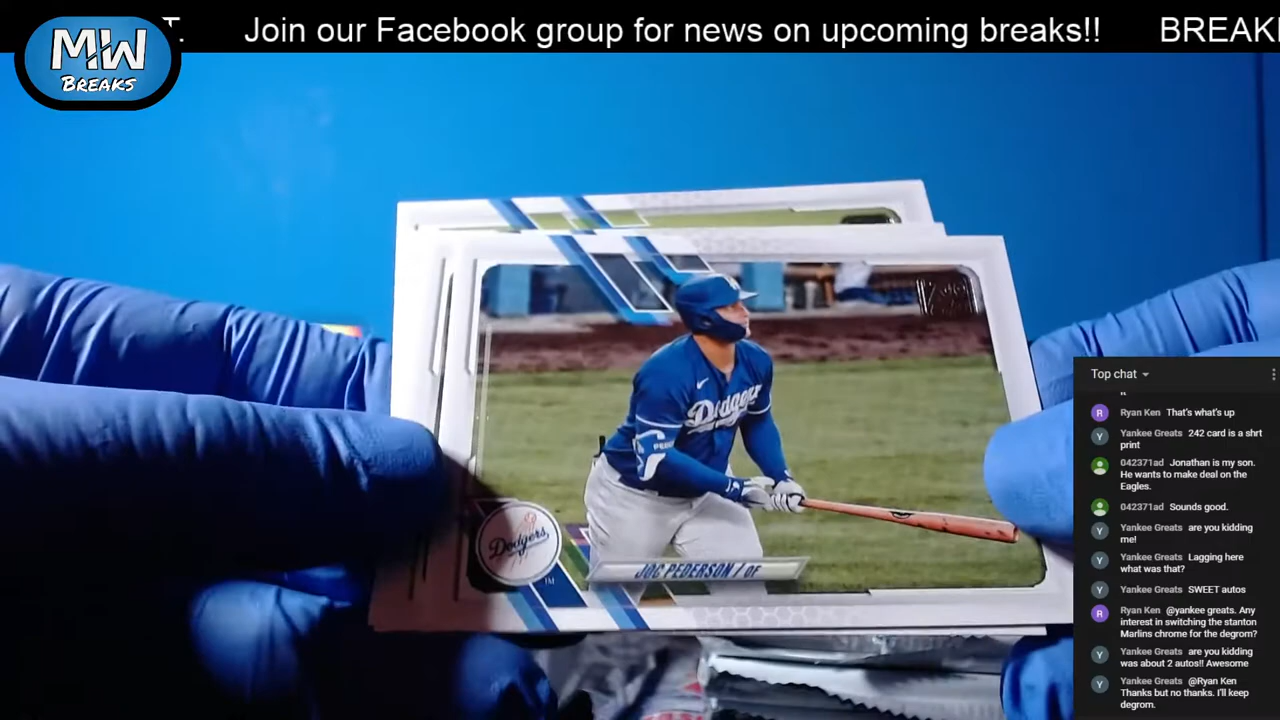 T.
Join our Facebook group for news on upcoming breaks!!
BREAK
MW
BREAKS
Dodgers
Dodgers
TM
JOC PEDERSON / OF
Top chat
R
Ryan Ken That's what's up
Y
Yankee Greats 242 card is a shrt
print
042371ad Jonathan is my son.
He wants to make deal on the
Eagles.
042371ad Sounds good.
Y
Yankee Greats are you kidding
me!
Y
Yankee Greats Lagging here
what was that?
Y
Yankee Greats SWEET autos
R
Ryan Ken @yankee greats. Any
interest in switching the stanton
Marlins chrome for the degrom?
Y
Yankee Greats are you kidding
was about 2 autos!! Awesome
Y
Yankee Greats @Ryan Ken
Thanks but no thanks. I'll keep
degrom.